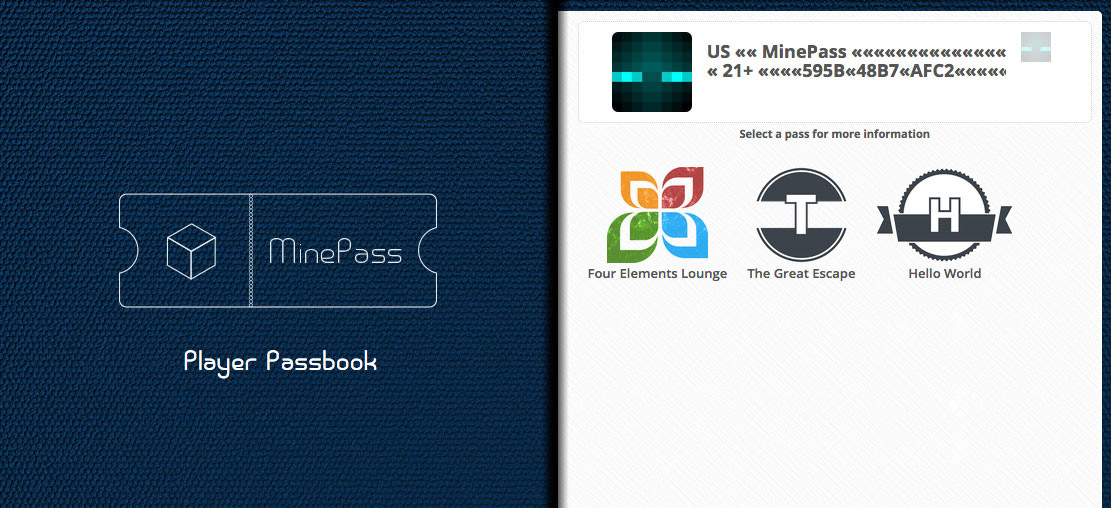 MinePass
Player Passbook
US «« MinePass ««««««««««««««
« 21+ ««««595B«48B7«AFC2«««««
Select a pass for more information
T
H
Four Elements Lounge
The Great Escape
Hello World